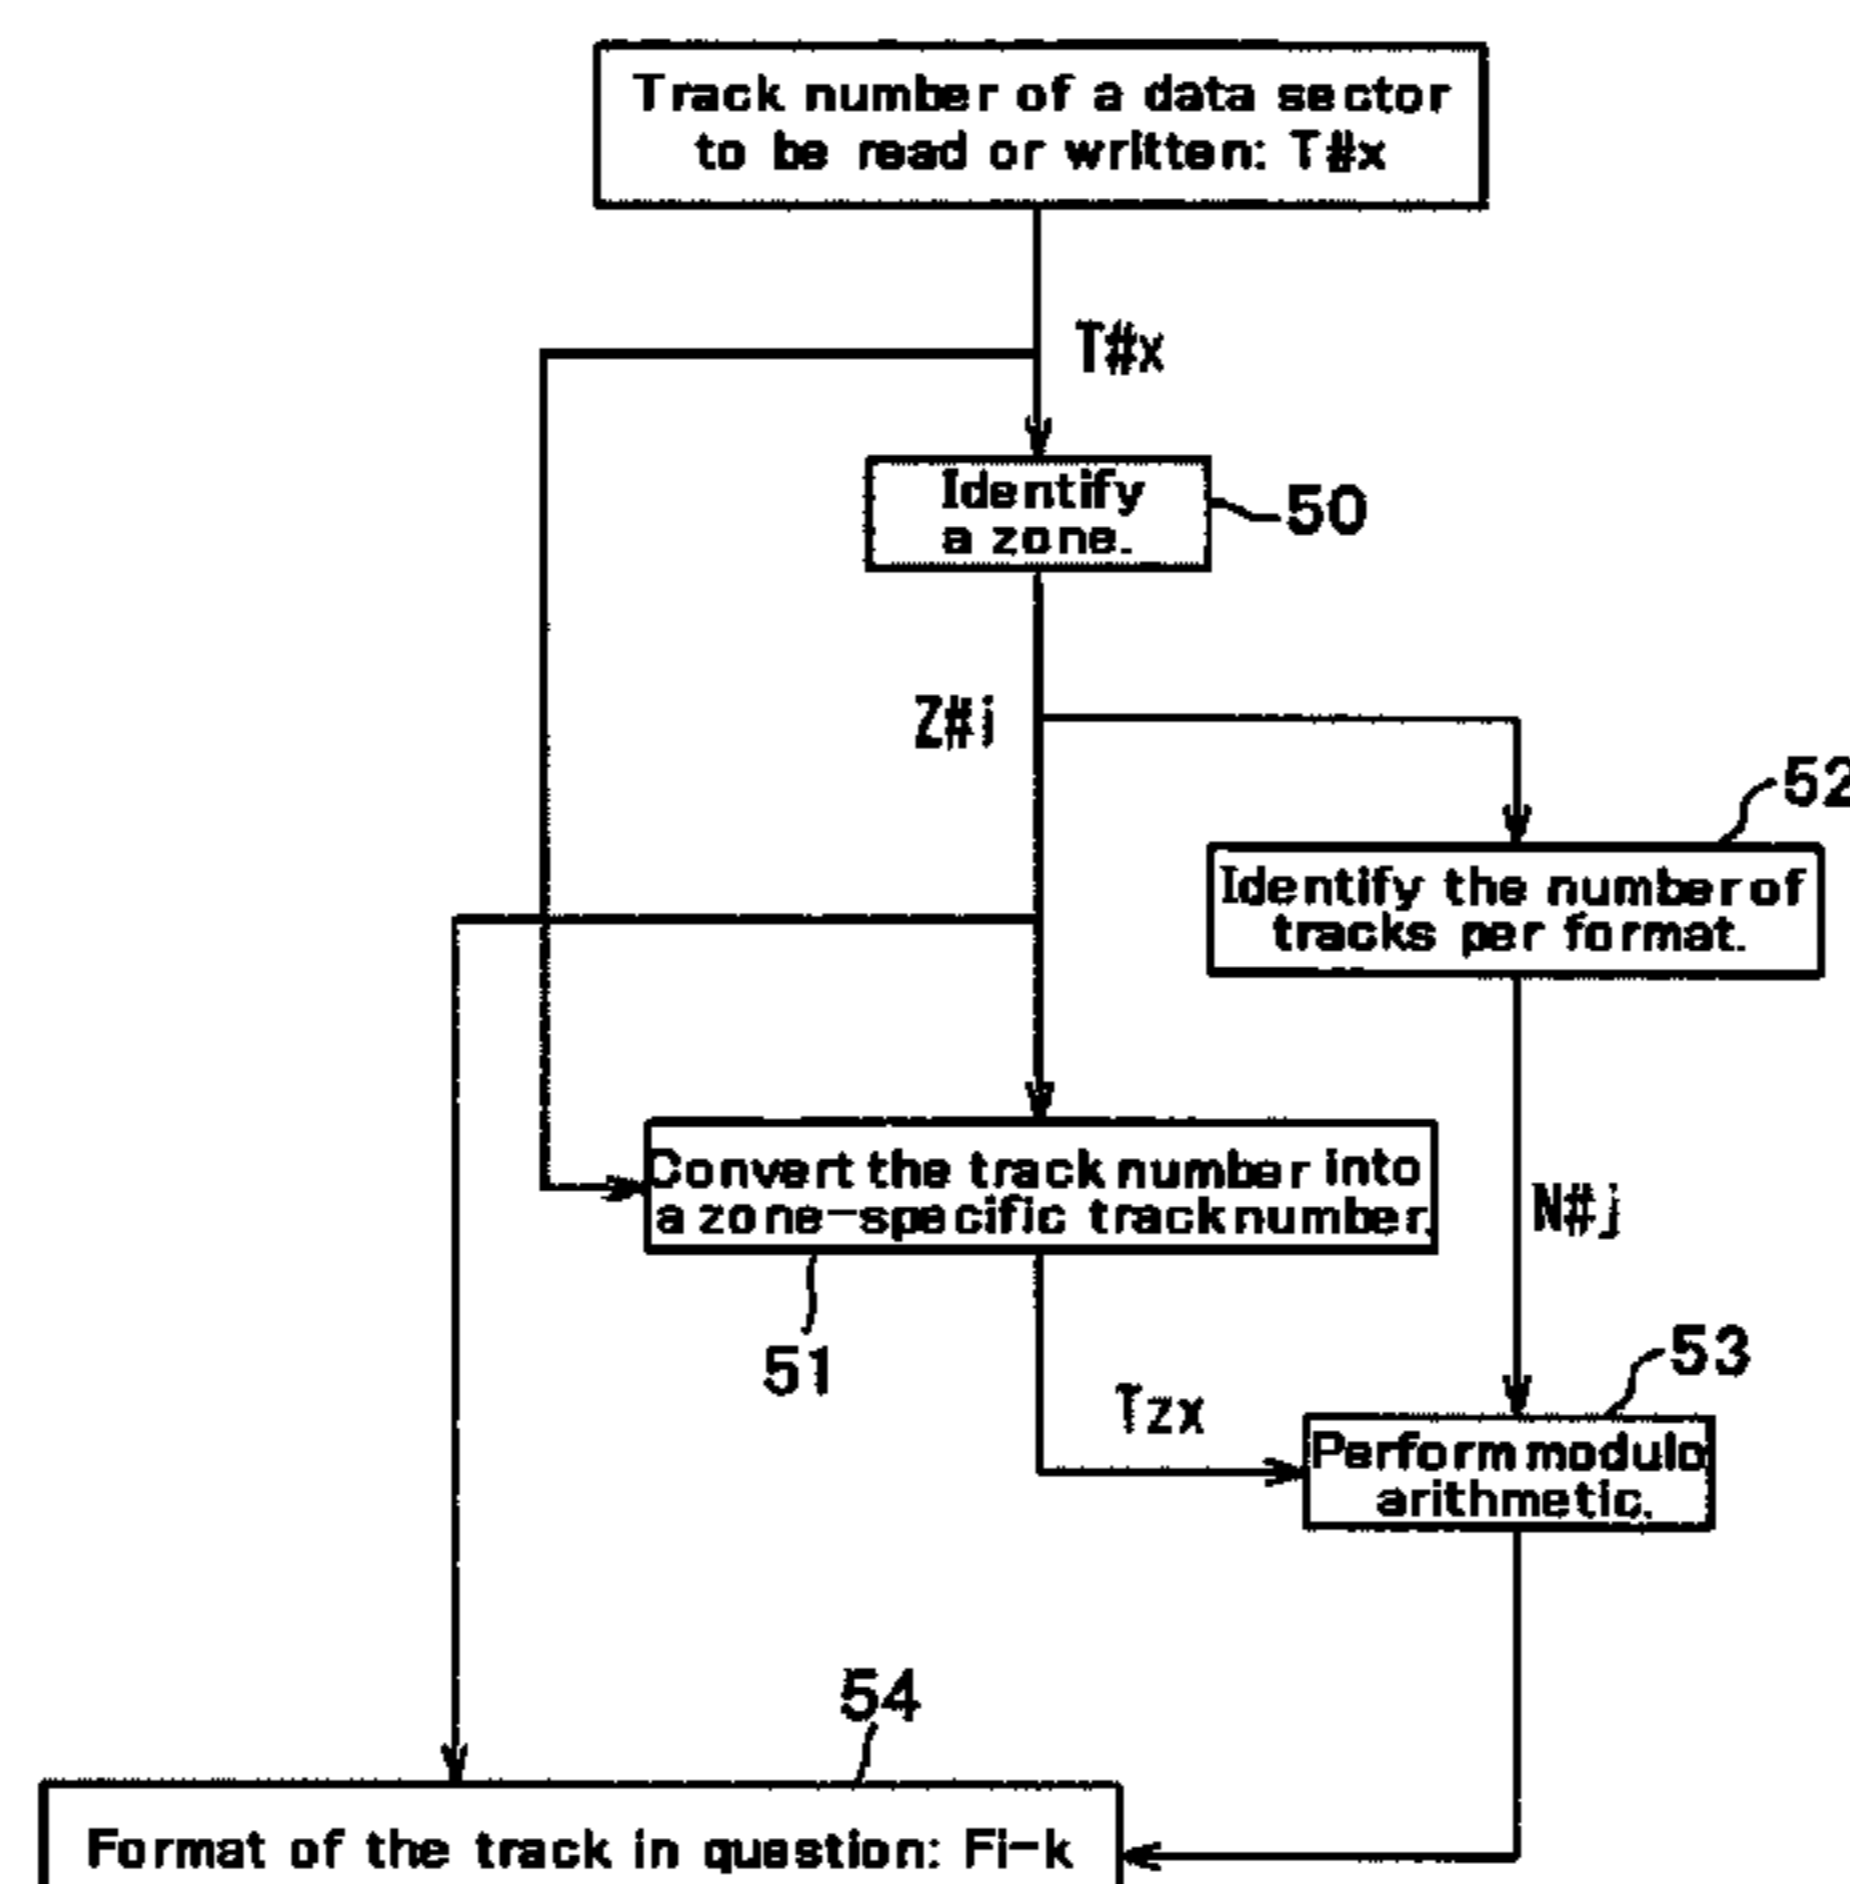 Track number of a data sector
to be read or written: T#x
T#x
Identify
a zone.
50
Z#i
52
Identify the number of
tracks per format.
Convert the track number into
a zone-specific track number.
N#j
51
53
Tzx
Perform modulo
arithmetic.
54
Format of the track in question: Fi-k